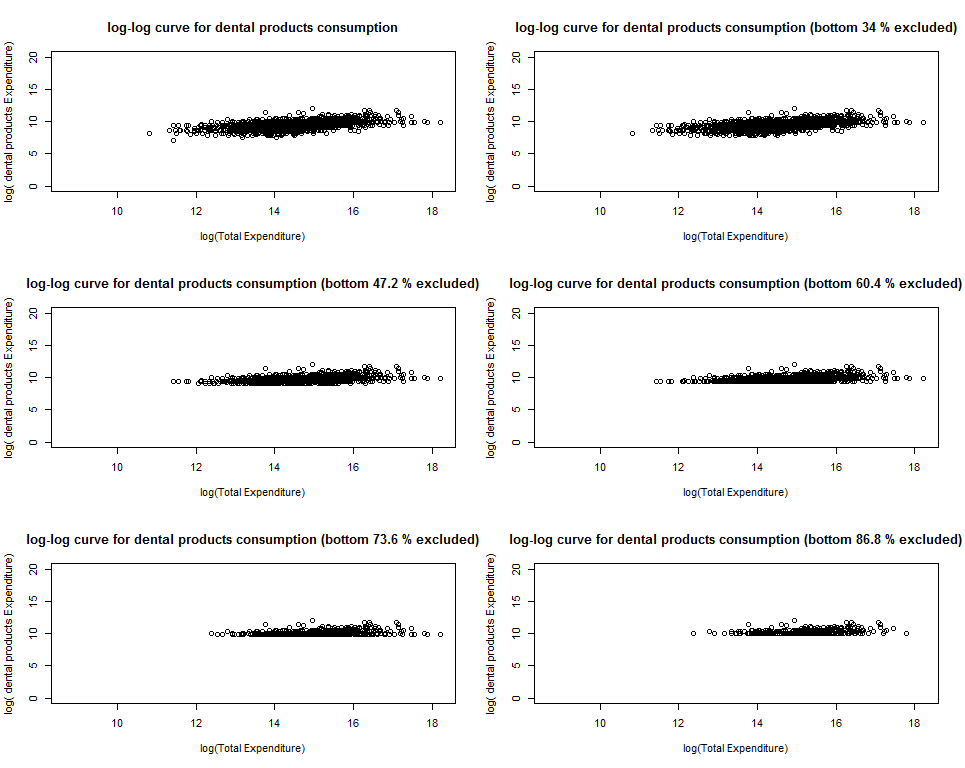 log-log curve for dental products consumption
log( dental products Expenditure)
20
15
10
5
0
10 12 14 16 18
log(Total Expenditure)
log-log curve for dental products consumption (bottom 34 % excluded)
log( dental products Expenditure)
20
15
10
5
0
10 12 14 16 18
log(Total Expenditure)
log-log curve for dental products consumption (bottom 47.2 % excluded)
log( dental products Expenditure)
20
15
10
5
0
10 12 14 16 18
log(Total Expenditure)
log-log curve for dental products consumption (bottom 60.4 % excluded)
log( dental products Expenditure)
20
15
10
5
0
10 12 14 16 18
log(Total Expenditure)
log-log curve for dental products consumption (bottom 73.6 % excluded)
log( dental products Expenditure)
20
15
10
5
0
10 12 14 16 18
log(Total Expenditure)
log-log curve for dental products consumption (bottom 86.8 % excluded)
log( dental products Expenditure)
20
15
10
5
0
10 12 14 16 18
log(Total Expenditure)